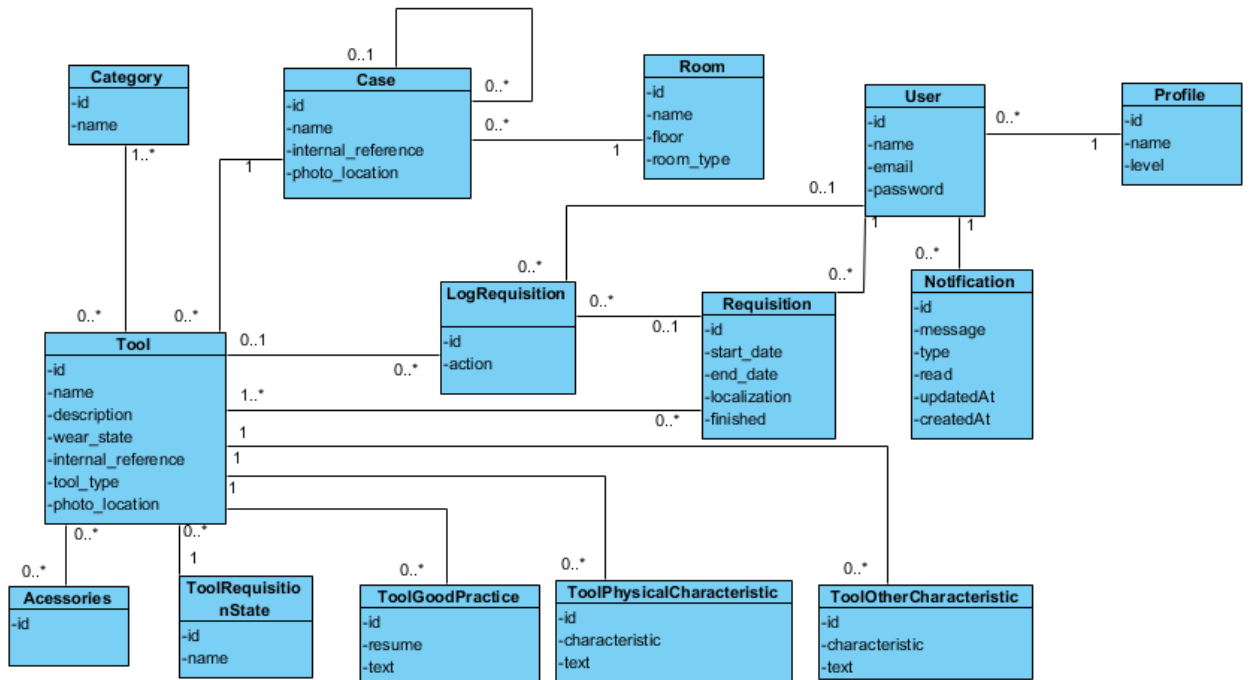 0..1
Category
-id
-name
1..*
Case
-id
-name
-internal_reference
-photo_location
0..*
0..*
1
1
Room
-id
-name
-floor
-room_type
User
-id
-name
-email
-password
0..*
1
Profile
-id
-name
-level
0..1
1
1
0..*
0..*
0..*
LogRequisition
-id
-action
0..*
0..1
Requisition
-id
-start_date
-end_date
-localization
-finished
Notification
-id
-message
-type
-read
-updatedAt
-createdAt
0..*
0..*
Tool
-id
-name
-description
-wear_state
-internal_reference
-tool_type
-photo_location
0..1
0..*
1..*
0..*
1
1
1
0..*
0..*
1
0..*
0..*
0..*
0..*
Acessories
-id
ToolRequisitio
nState
-id
-name
ToolGoodPractice
-id
-resume
-text
ToolPhysicalCharacteristic
-id
-characteristic
-text
ToolOtherCharacteristic
-id
-characteristic
-text